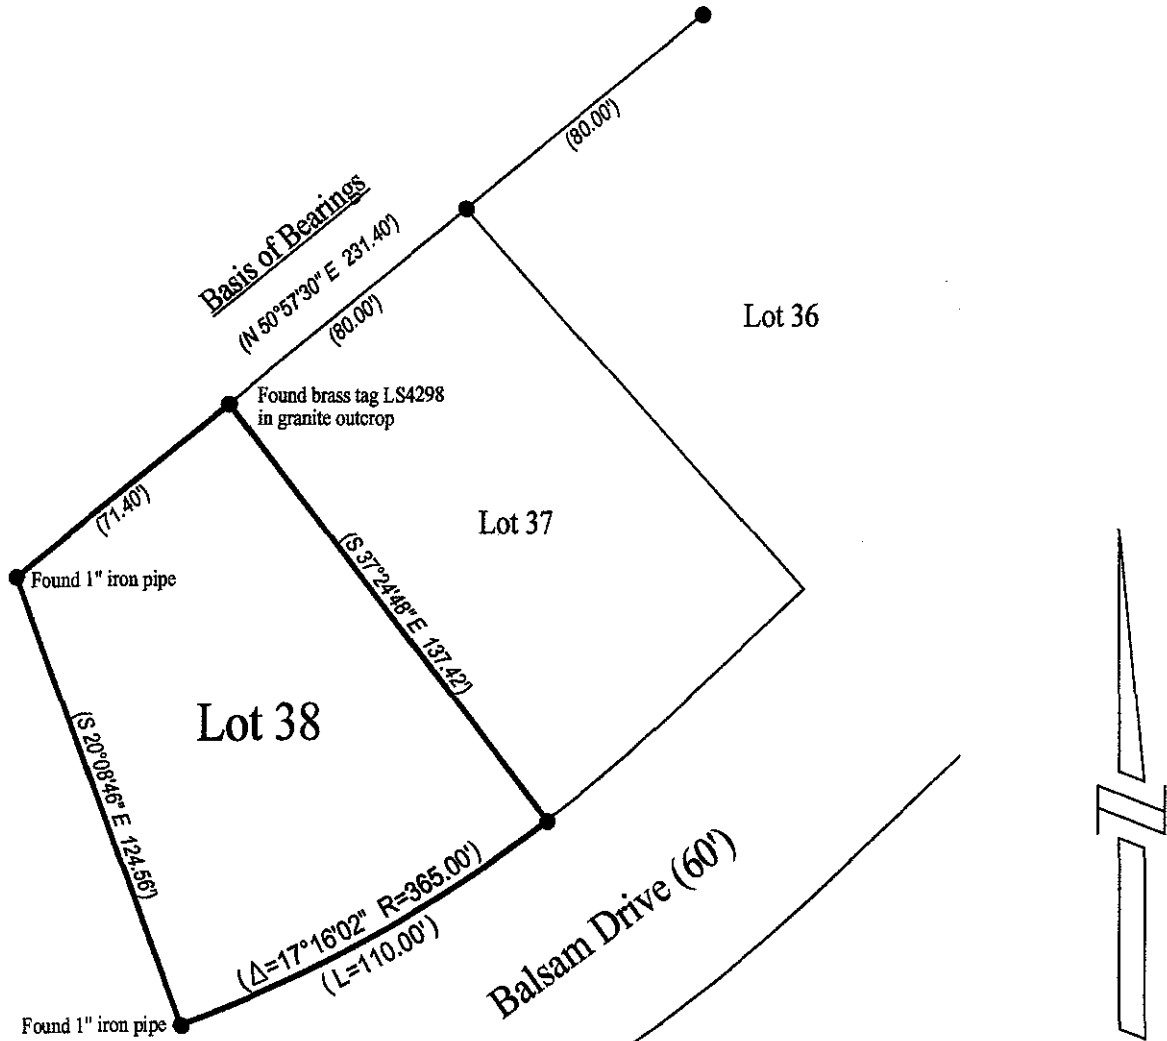 (80.00')
Basis of Bearings
(N 50°57'30" E 231.40')
(80.00')
Lot 36
Found brass tag LS4298
in granite outcrop
(71.40')
Lot 37
(S 37°24'48" E 137.42')
Found 1" iron pipe
Lot 38
(S 20°08'46" E 124.56')
(Δ=17°16'02" R=365.00')
(L=110.00')
Balsam Drive (60')
Found 1" iron pipe